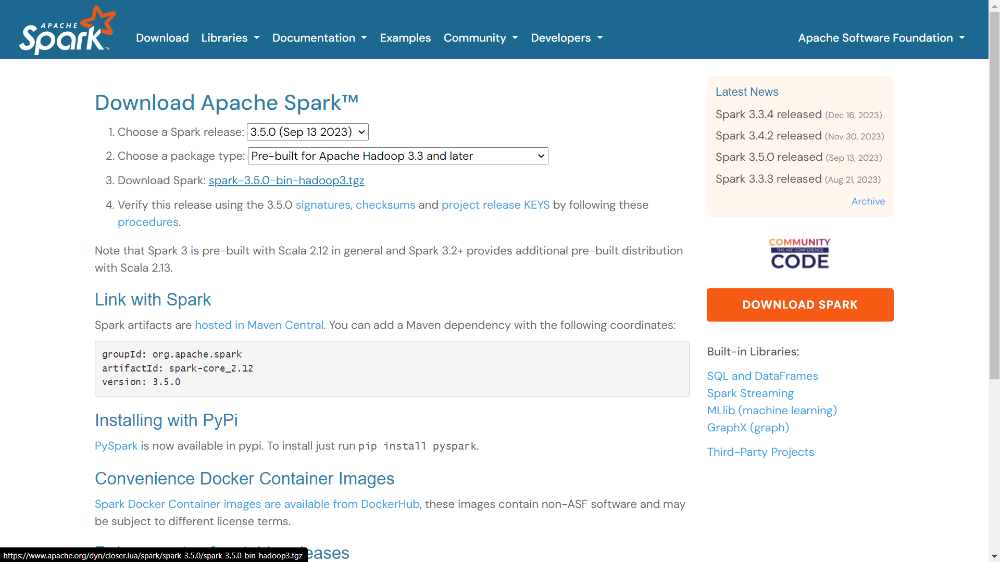 APACHE
Spark™
Download
Libraries
Documentation
Examples
Community
Developers
Apache Software Foundation
Download Apache Spark™
1. Choose a Spark release: 3.5.0 (Sep 13 2023)
2. Choose a package type: Pre-built for Apache Hadoop 3.3 and later
3. Download Spark: spark-3.5.0-bin-hadoop3.tgz
4. Verify this release using the 3.5.0 signatures, checksums and project release KEYS by following these
procedures.
Note that Spark 3 is pre-built with Scala 2.12 in general and Spark 3.2+ provides additional pre-built distribution
with Scala 2.13.
Link with Spark
Spark artifacts are hosted in Maven Central. You can add a Maven dependency with the following coordinates:
groupId: org.apache.spark
artifactId: spark-core_2.12
version: 3.5.0
Installing with PyPi
PySpark is now available in pypi. To install just run pip install pyspark.
Convenience Docker Container Images
Spark Docker Container images are available from DockerHub, these images contain non-ASF software and may
be subject to different license terms.
Latest News
Spark 3.3.4 released (Dec 16, 2023)
Spark 3.4.2 released (Nov 30, 2023)
Spark 3.5.0 released (Sep 13, 2023)
Spark 3.3.3 released (Aug 21, 2023)
Archive
COMMUNITY
THE ASF CONFERENCE
CODE
DOWNLOAD SPARK
Built-in Libraries:
SQL and DataFrames
Spark Streaming
MLlib (machine learning)
GraphX (graph)
Third-Party Projects
https://www.apache.org/dyn/closer.lua/spark/spark-3.5.0/spark-3.5.0-bin-hadoop3.tgz